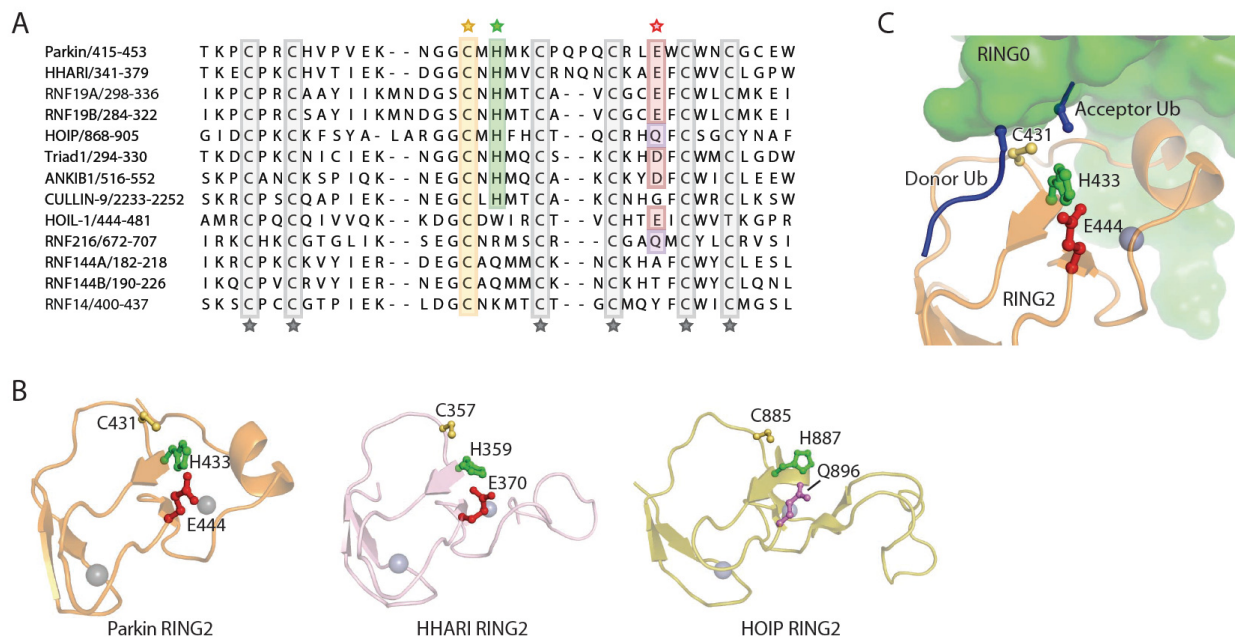 A
Parkin/415-453 T K P C P R C H V P V E K - - N G G C M H M K C P Q P Q C R L E W C W N C G C E W
HHARI/341-379 T K E C P K C H V T I E K - - D G G C N H M V C R N Q N C K A E F C W V C L G P W
RNF19A/298-336 I K P C P R C A A Y I I K M N D G S C N H M T C A - - V C G C E F C W L C M K E I
RNF19B/284-322 I K P C P R C S A Y I I K M N D G S C N H M T C A - - V C G C E F C W L C M K E I
HOIP/868-905 G I D C P K C K F S Y A - L A R G G C M H F H C T - - Q C R H Q F C S G C Y N A F
Triad1/294-330 T K D C P K C N I C I E K - - N G G C N H M Q C S - - K C K H D F C W M C L G D W
ANKIB1/516-552 S K P C A N C K S P I Q K - - N E G C N H M Q C A - - K C K Y D F C W I C L E S W
CULLIN-9/2233-2252 S K R C P S C Q A P I E K - - N E G C L H M T C A - - K C N H G F C W R C L K S W
HOIL-1/444-481 A M R C P Q C Q I V V Q K - - K D G C D W I R C T - - V C H T E I C W V T K G P R
RNF216/672-707 I R K C H K C G T G L I K - - S E G C N R M S C R - - - C G A Q M C Y L C R V S I
RNF144A/182-218 I K R C P K C K V Y I E R - - D E G C A Q M M C K - - N C K H A F C W Y C L E S L
RNF144B/190-226 I K Q C P V C R V Y I E R - - N E G C A Q M M C K - - N C K H T F C W Y C L Q N L
RNF14/400-437 S K S C P C C G T P I E K - - L D G C N K M T C T - - G C M Q Y F C W I C M G S L
C
RING0
Acceptor Ub
C431
Donor Ub
H433
E444
RING2
B
C431
H433
E444
Parkin RING2
C357
H359
E370
HHARI RING2
C885
H887
Q896
HOIP RING2